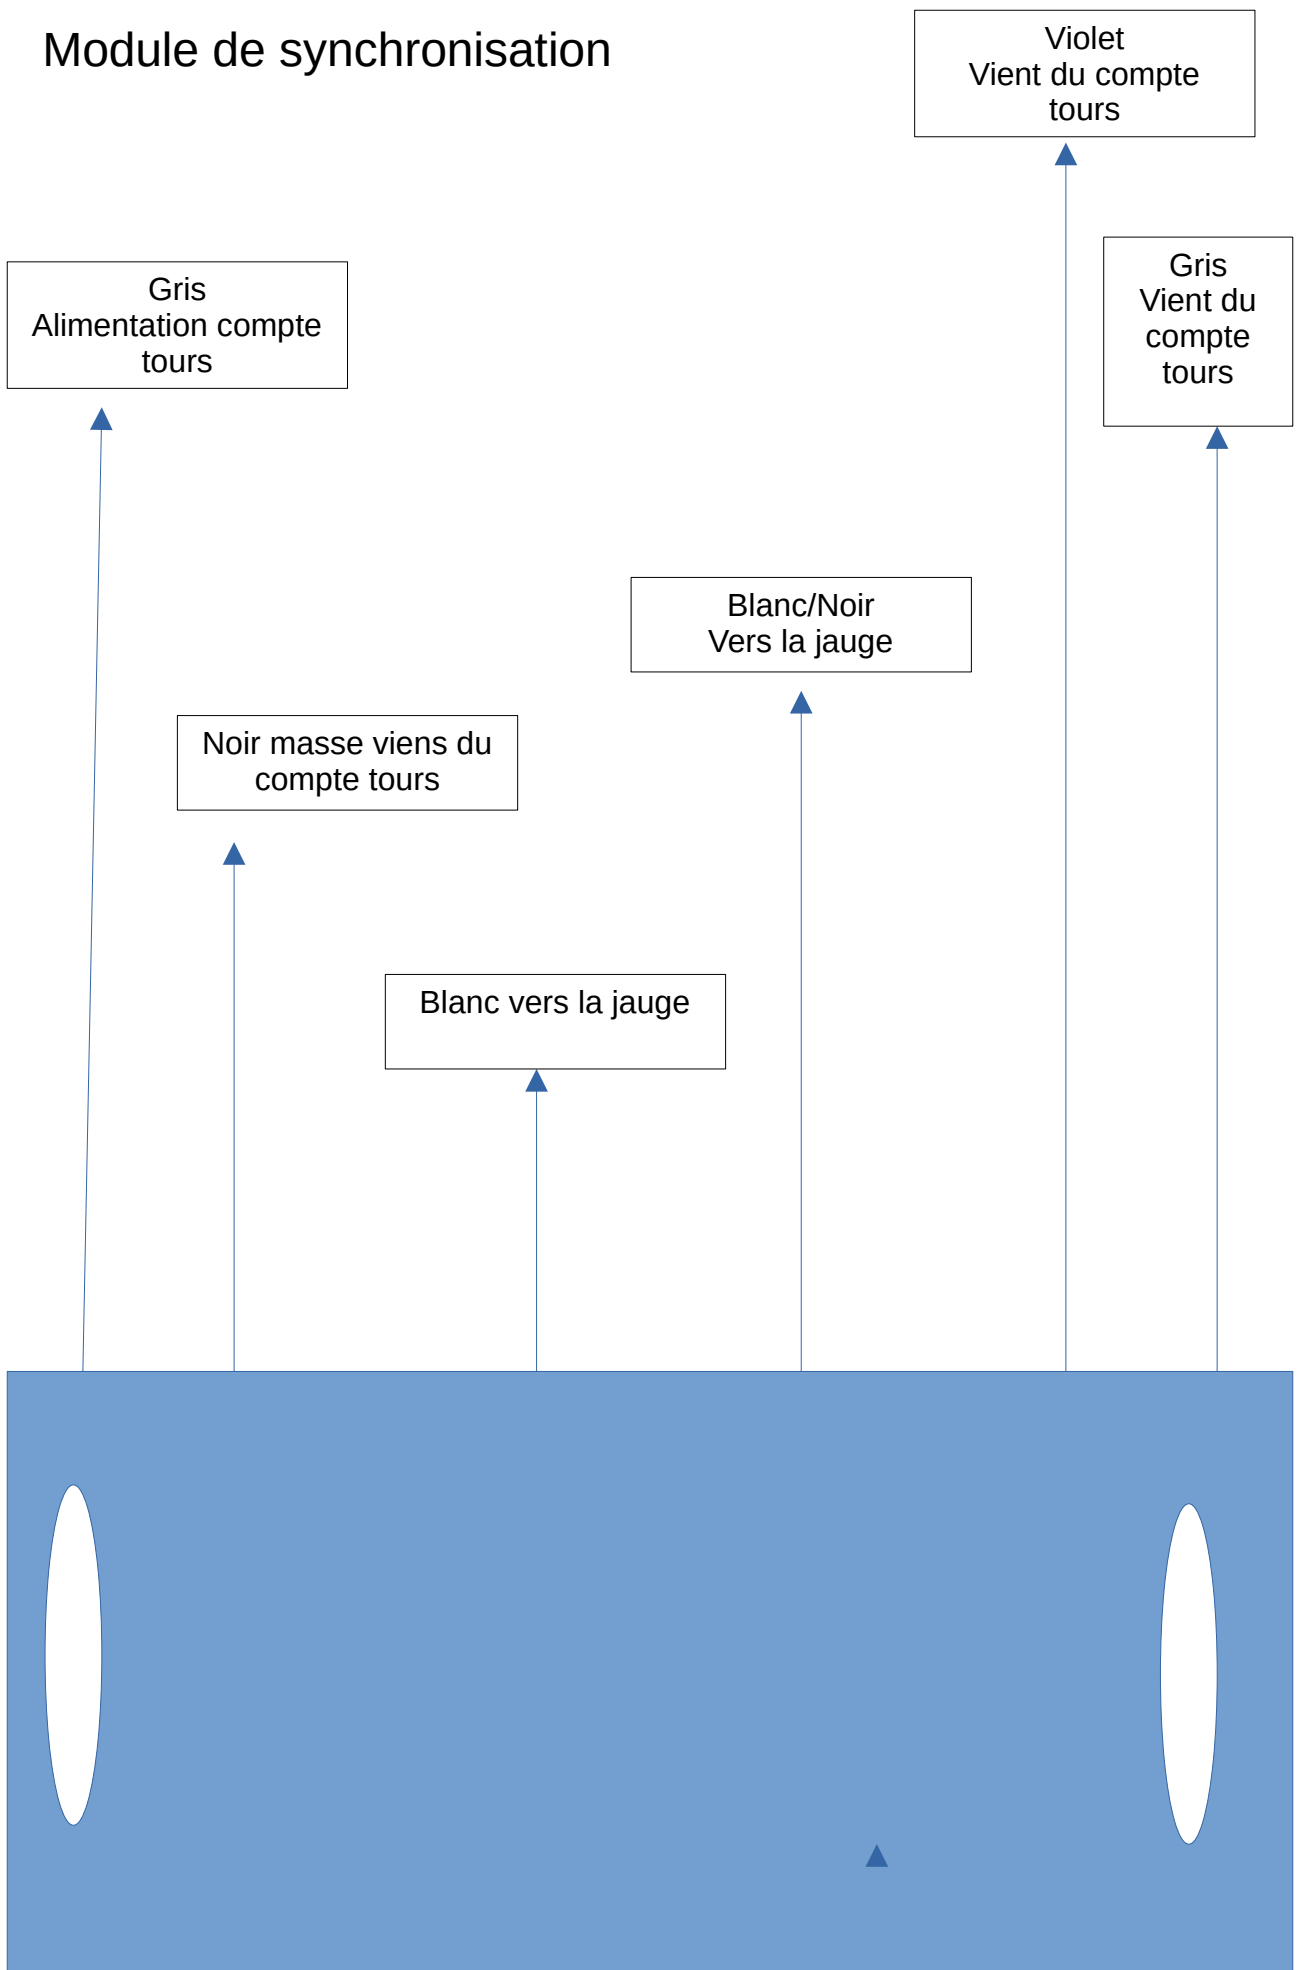 Module de synchronisation
Violet
Vient du compte
tours
Gris
Vient du
compte
tours
Gris
Alimentation compte
tours
Blanc/Noir
Vers la jauge
Noir masse viens du
compte tours
Blanc vers la jauge